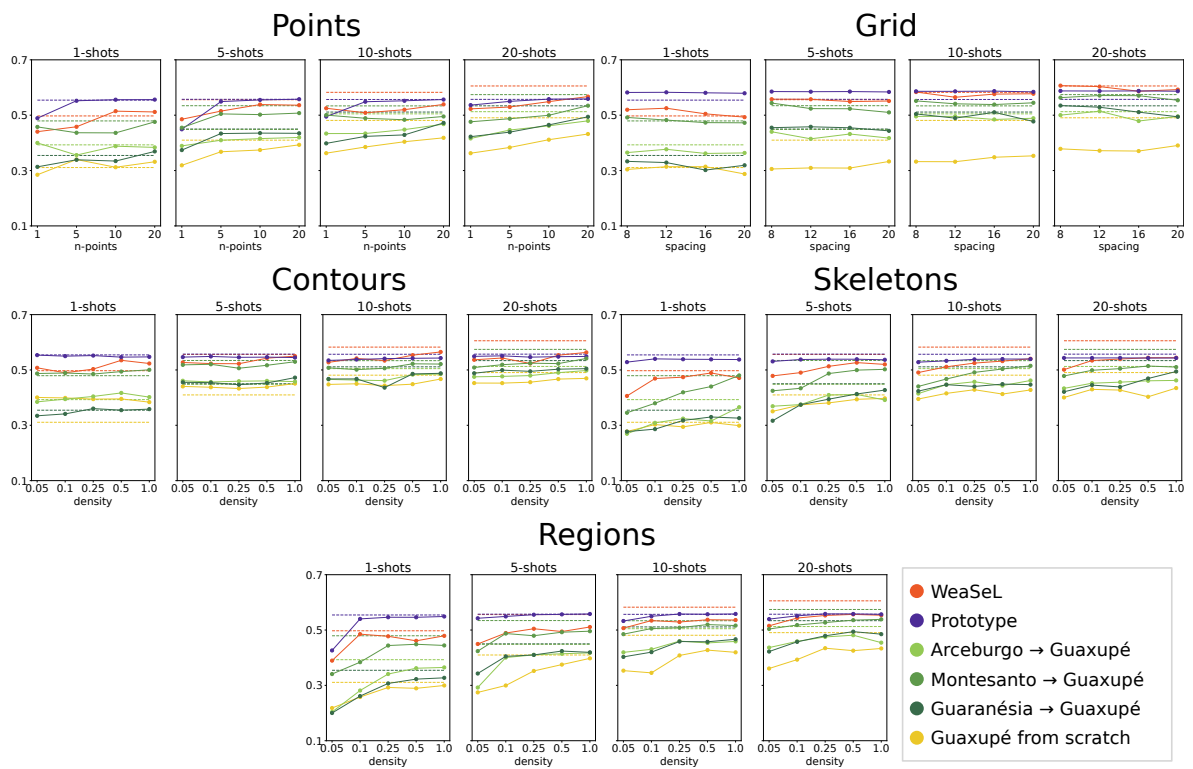 Points
Grid
1-shots 5-shots 10-shots 20-shots 1-shots 5-shots 10-shots 20-shots
0.7 0.7
0.5 0.5
0.3 0.3
0.1 0.1
1 5 10 20 1 5 10 20 1 5 10 20 1 5 10 20 8 12 16 20 8 12 16 20 8 12 16 20 8 12 16 20
n-points n-points n-points n-points spacing spacing spacing spacing
Contours
Skeletons
1-shots 5-shots 10-shots 20-shots 1-shots 5-shots 10-shots 20-shots
0.7 0.7
0.5 0.5
0.3 0.3
0.1 0.1
0.05 0.1 0.25 0.5 1.0 0.05 0.1 0.25 0.5 1.0 0.05 0.1 0.25 0.5 1.0 0.05 0.1 0.25 0.5 1.0 0.05 0.1 0.25 0.5 1.0 0.05 0.1 0.25 0.5 1.0 0.05 0.1 0.25 0.5 1.0 0.05 0.1 0.25 0.5 1.0
density density density density density density density density
Regions
1-shots 5-shots 10-shots 20-shots
0.7
0.5
0.3
0.1
0.05 0.1 0.25 0.5 1.0 0.05 0.1 0.25 0.5 1.0 0.05 0.1 0.25 0.5 1.0 0.05 0.1 0.25 0.5 1.0
density density density density
WeaSeL
Prototype
Arceburgo → Guaxupé
Montesanto → Guaxupé
Guaranésia → Guaxupé
Guaxupé from scratch